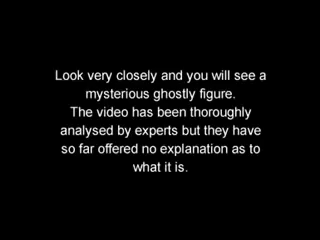 Look very closely and you will see a
mysterious ghostly figure.
The video has been thoroughly
analysed by experts but they have
so far offered no explanation as to
what it is.